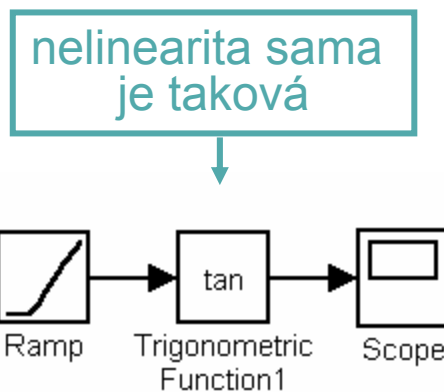 nelinearita sama
je taková
tan
Ramp
Trigonometric
Function1
Scope